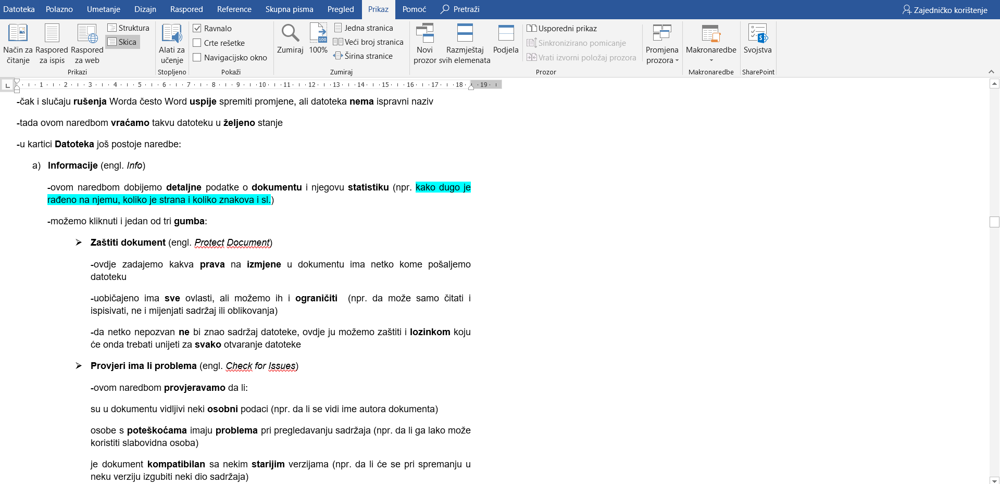 Datoteka Polazno Umetanje Dizajn Raspored Reference Skupna pisma Pregled Prikaz Pomoć Pretraži Zajedničko korištenje
Način za čitanje
Raspored za ispis
Raspored za web
Struktura
Skica
Prikazi
Alati za učenje
Stopljeno
Ravnalo
Crte rešetke
Navigacijsko okno
Pokaži
Zumiraj
100
100%
Jedna stranica
Veći broj stranica
Širina stranice
Zumiraj
Novi prozor
Razmještaj svih elemenata
Podjela
Usporedni prikaz
Sinkronizirano pomicanje
Vrati izvorni položaj prozora
Promjena prozora
Prozor
Makronaredbe
Makronaredbe
S
Svojstva
SharePoint
L 1 2 3 4 5 6 7 8 9 10 11 12 13 14 15 16 17 18 19
-čak i slučaju rušenja Worda često Word uspije spremiti promjene, ali datoteka nema ispravni naziv
-tada ovom naredbom vraćamo takvu datoteku u željeno stanje
-u kartici Datoteka još postoje naredbe:
a) Informacije (engl. Info)
-ovom naredbom dobijemo detaljne podatke o dokumentu i njegovu statistiku (npr. kako dugo je
rađeno na njemu, koliko je strana i koliko znakova i sl.)
-možemo kliknuti i jedan od tri gumba:
➢ Zaštiti dokument (engl. Protect Document)
-ovdje zadajemo kakva prava na izmjene u dokumentu ima netko kome pošaljemo
datoteku
-uobičajeno ima sve ovlasti, ali možemo ih i ograničiti (npr. da može samo čitati i
ispisivati, ne i mijenjati sadržaj ili oblikovanja)
-da netko nepozvan ne bi znao sadržaj datoteke, ovdje ju možemo zaštiti i lozinkom koju
će onda trebati unijeti za svako otvaranje datoteke
➢ Provjeri ima li problema (engl. Check for Issues)
-ovom naredbom provjeravamo da li:
su u dokumentu vidljivi neki osobni podaci (npr. da li se vidi ime autora dokumenta)
osobe s poteškoćama imaju problema pri pregledavanju sadržaja (npr. da li ga lako može
koristiti slabovidna osoba)
je dokument kompatibilan sa nekim starijim verzijama (npr. da li će se pri spremanju u
neku verziju izgubiti neki dio sadržaja)